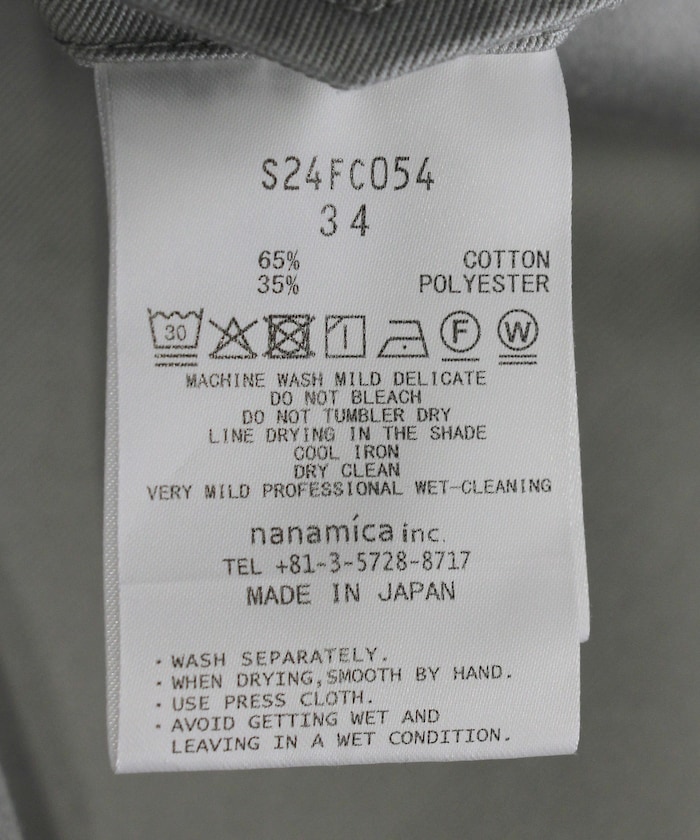 S24FC054
34
65% COTTON
35% POLYESTER
30 F W
MACHINE WASH MILD DELICATE
DO NOT BLEACH
DO NOT TUMBLER DRY
LINE DRYING IN THE SHADE
COOL IRON
DRY CLEAN
VERY MILD PROFESSIONAL WET-CLEANING
nanamíca inc.
TEL +81-3-5728-8717
MADE IN JAPAN
・WASH SEPARATELY.
・WHEN DRYING,SMOOTH BY HAND.
・USE PRESS CLOTH.
・AVOID GETTING WET AND
LEAVING IN A WET CONDITION.